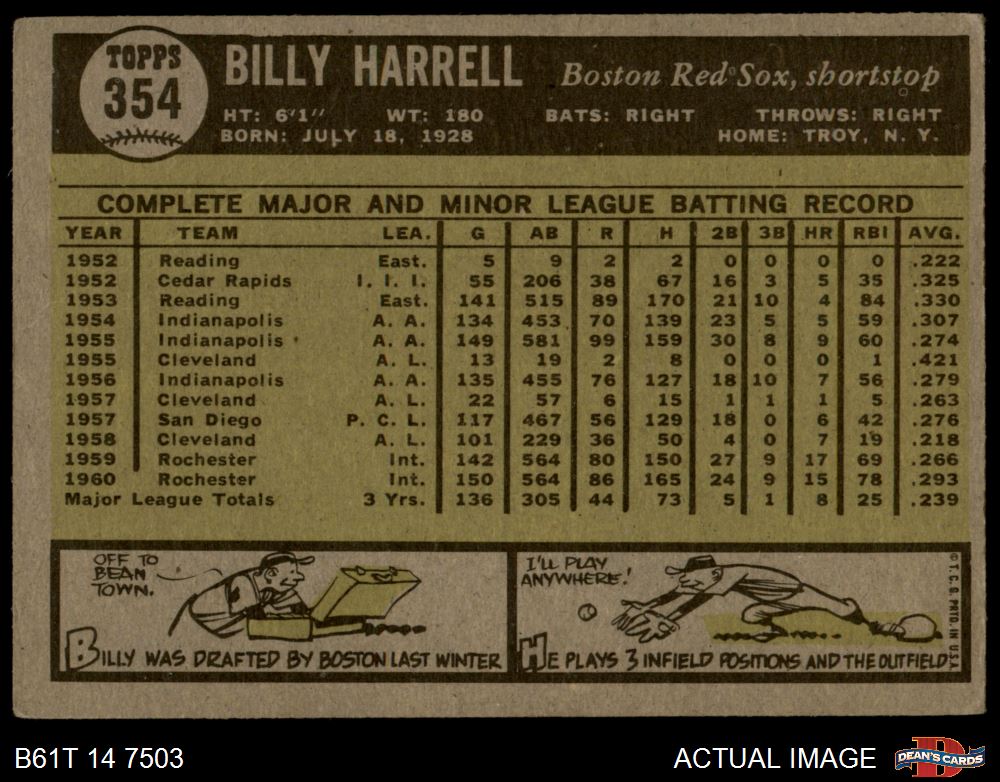 TOPPS
354
BILLY HARRELL Boston Red Sox, shortstop
HT: 6'1" WT: 180 BATS: RIGHT THROWS: RIGHT
BORN: JULY 18, 1928 HOME: TROY, N. Y.
COMPLETE MAJOR AND MINOR LEAGUE BATTING RECORD
YEAR TEAM LEA. G AB R H 2B 3B HR RBI AVG.
1952 Reading East. 5 9 2 2 0 0 0 0 .222
1952 Cedar Rapids I. I. I. 55 206 38 67 16 3 5 35 .325
1953 Reading East. 141 515 89 170 21 10 4 84 .330
1954 Indianapolis A. A. 134 453 70 139 23 5 5 59 .307
1955 Indianapolis A. A. 149 581 99 159 30 8 9 60 .274
1955 Cleveland A. L. 13 19 2 8 0 0 0 1 .421
1956 Indianapolis A. A. 135 455 76 127 18 10 7 56 .279
1957 Cleveland A. L. 22 57 6 15 1 1 1 5 .263
1957 San Diego P. C. L. 117 467 56 129 18 0 6 42 .276
1958 Cleveland A. L. 101 229 36 50 4 0 7 19 .218
1959 Rochester Int. 142 564 80 150 27 9 17 69 .266
1960 Rochester Int. 150 564 86 165 24 9 15 78 .293
Major League Totals 3 Yrs. 136 305 44 73 5 1 8 25 .239
OFF TO
BEAN
TOWN.
BILLY WAS DRAFTED BY BOSTON LAST WINTER
I'LL PLAY
ANYWHERE!
HE PLAYS 3 INFIELD POSITIONS AND THE OUTFIELD
© T. C. G. PRTD. IN U.S.A.
B61T 14 7503 ACTUAL IMAGE
D
DEAN'S CARDS